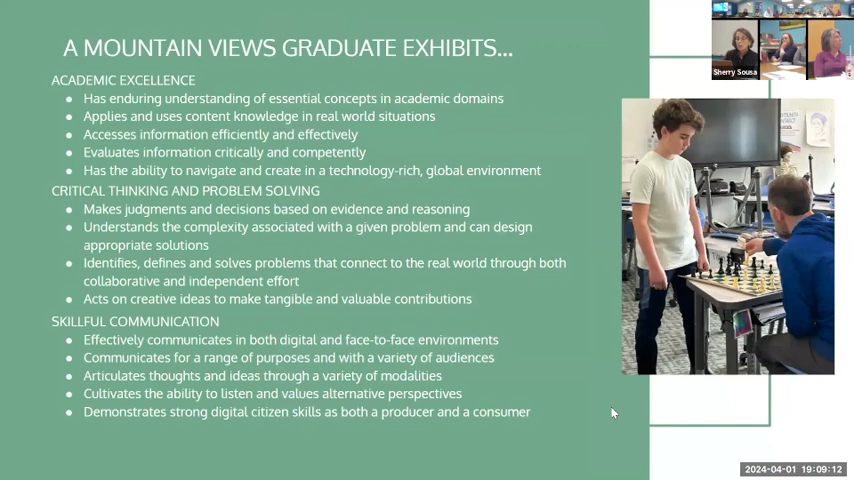 A MOUNTAIN VIEWS GRADUATE EXHIBITS...
ACADEMIC EXCELLENCE
● Has enduring understanding of essential concepts in academic domains
● Applies and uses content knowledge in real world situations
● Accesses information efficiently and effectively
● Evaluates information critically and competently
● Has the ability to navigate and create in a technology-rich, global environment
CRITICAL THINKING AND PROBLEM SOLVING
● Makes judgments and decisions based on evidence and reasoning
● Understands the complexity associated with a given problem and can design
appropriate solutions
● Identifies, defines and solves problems that connect to the real world through both
collaborative and independent effort
● Acts on creative ideas to make tangible and valuable contributions
SKILLFUL COMMUNICATION
● Effectively communicates in both digital and face-to-face environments
● Communicates for a range of purposes and with a variety of audiences
● Articulates thoughts and ideas through a variety of modalities
● Cultivates the ability to listen and values alternative perspectives
● Demonstrates strong digital citizen skills as both a producer and a consumer
Sherry Sousa
2024-04-01 19:09:12